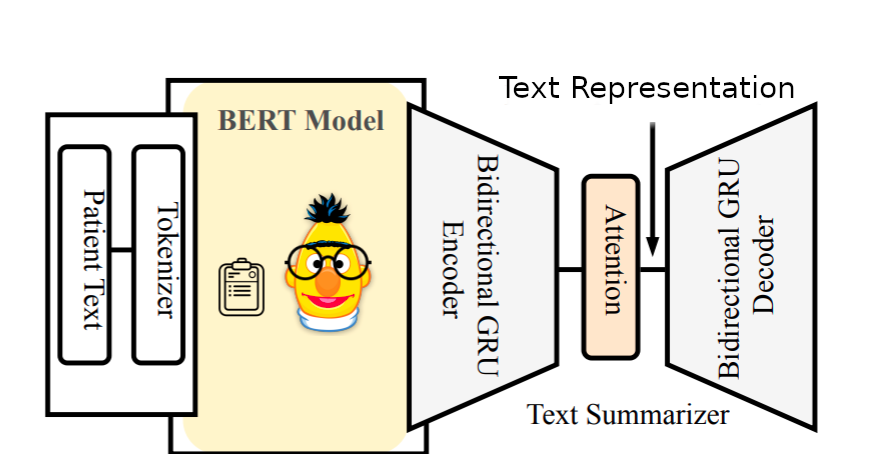 Text Representation
BERT Model
Patient Text
Tokenizer
Bidirectional GRU
Encoder
Attention
Bidirectional GRU
Decoder
Text Summarizer